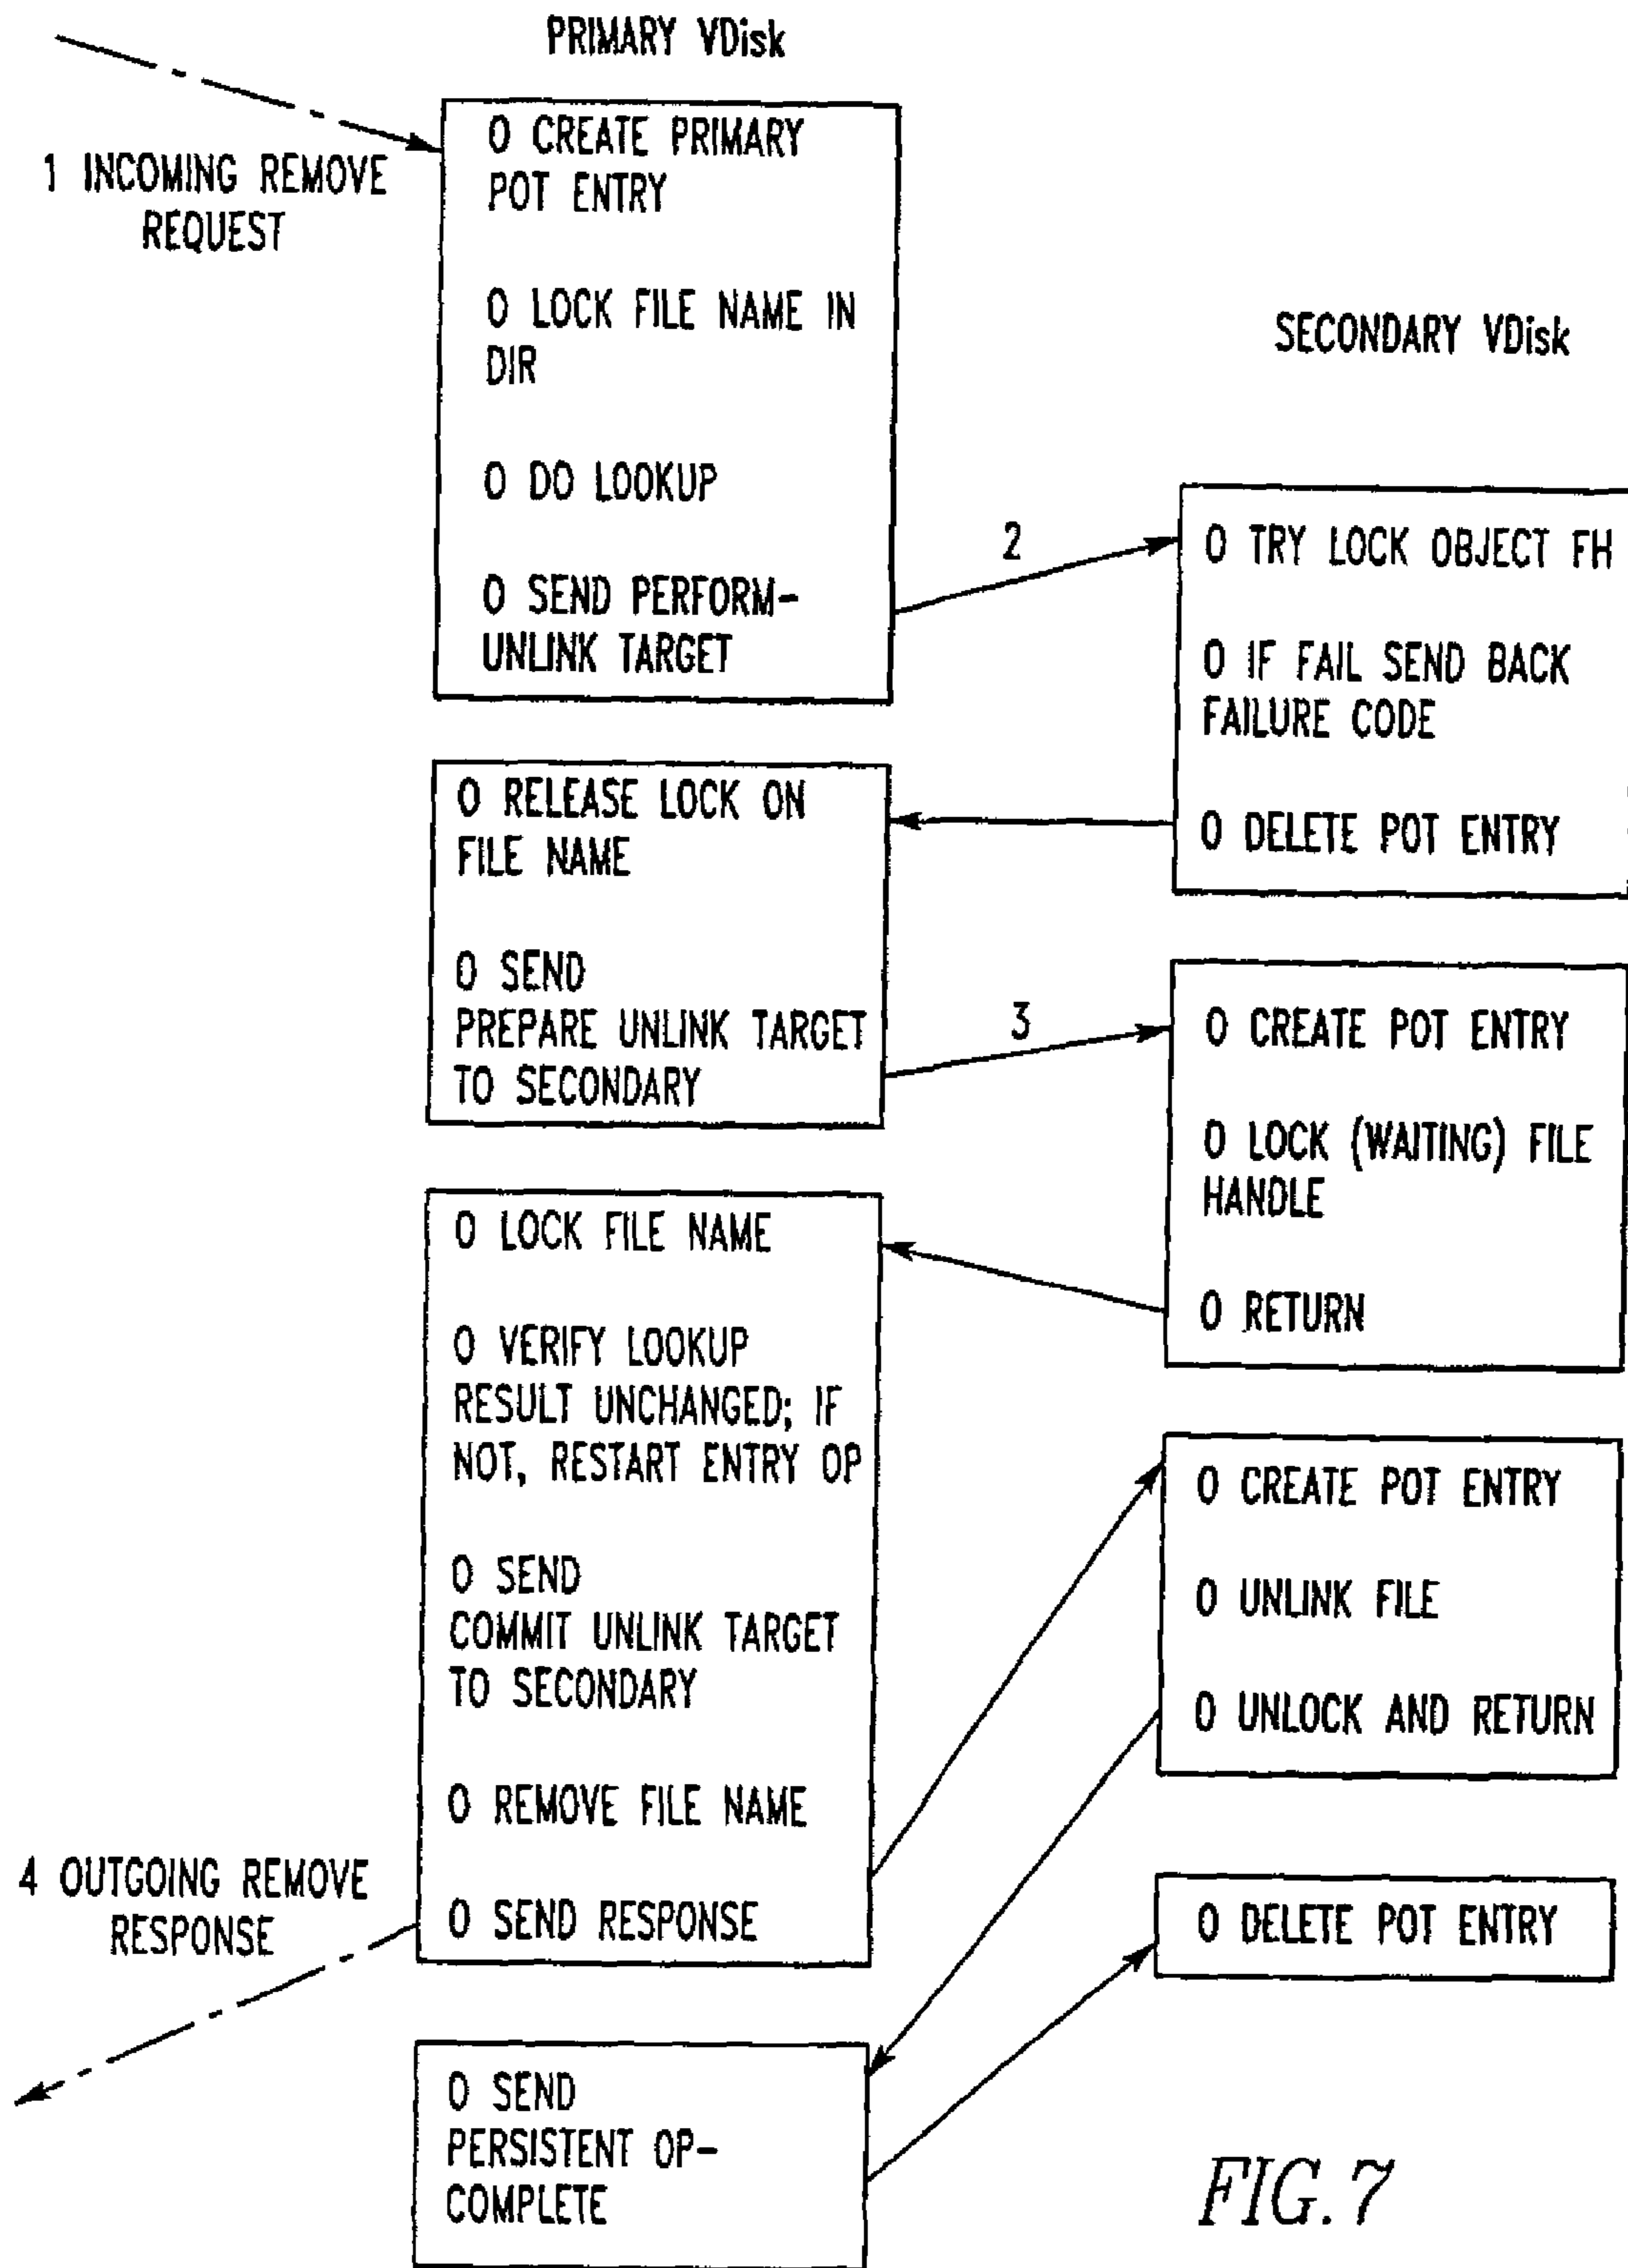 PRIMARY VDisk
1 INCOMING REMOVE
REQUEST
O CREATE PRIMARY
POT ENTRY
O LOCK FILE NAME IN
DIR
O DO LOOKUP
O SEND PERFORM-
UNLINK TARGET
SECONDARY VDisk
2
O TRY LOCK OBJECT FH
O IF FAIL SEND BACK
FAILURE CODE
O DELETE POT ENTRY
O RELEASE LOCK ON
FILE NAME
O SEND
PREPARE UNLINK TARGET
TO SECONDARY
3
O CREATE POT ENTRY
O LOCK (WAITING) FILE
HANDLE
O RETURN
O LOCK FILE NAME
O VERIFY LOOKUP
RESULT UNCHANGED; IF
NOT, RESTART ENTRY OP
O SEND
COMMIT UNLINK TARGET
TO SECONDARY
O REMOVE FILE NAME
O SEND RESPONSE
O CREATE POT ENTRY
O UNLINK FILE
O UNLOCK AND RETURN
4 OUTGOING REMOVE
RESPONSE
O DELETE POT ENTRY
O SEND
PERSISTENT OP-
COMPLETE
FIG. 7